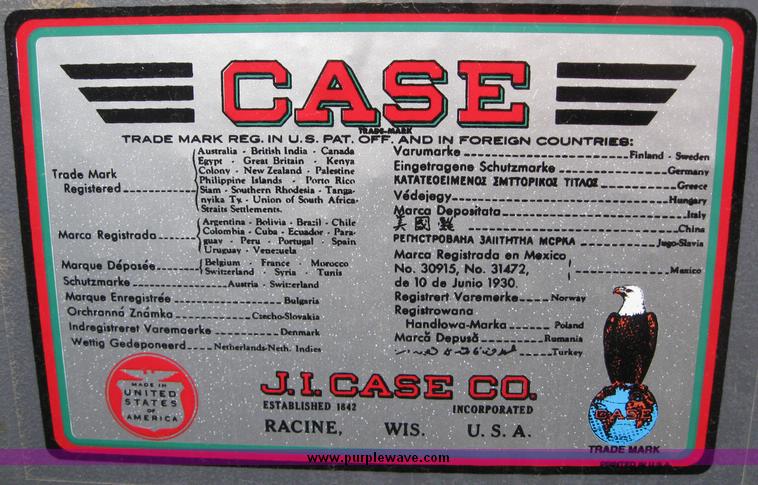 CASE
TRADE-MARK
TRADE MARK REG. IN U.S. PAT. OFF. AND IN FOREIGN COUNTRIES:
Trade Mark
Registered
Australia - British India - Canada
Egypt - Great Britain - Kenya
Colony - New Zealand - Palestine
Philippine Islands - Porto Rico
Siam - Southern Rhodesia - Tanga-
nyika Ty. - Union of South Africa-
Straits Settlements.
Marca Registrada
Argentina - Bolivia - Brazil - Chile
Colombia - Cuba - Ecuador - Para-
guay - Peru - Portugal - Spain
Uruguay - Venezuela
Marque Déposée
Belgium - France - Morocco
Switzerland - Syria - Tunis
Schutzmarke Austria - Switzerland
Marque Enregistrée Bulgaria
Orchranná Známka Czecho-Slovakia
Indregistreret Varemaerke Denmark
Wettig Gedeponeerd Netherlands-Neth. Indies
Varumarke Finland - Sweden
Eingetragene Schutzmarke Germany
ΚΑΤΑΤΕΘΕΙΜΕΝΟΣ ΣΜΠΟΡΙΚΟΣ ΤΙΤΛΟΣ Greece
Védejegy Hungary
Marca Depositata Italy
美國製 China
Jugo-Slavia
Marca Registrada en Mexico
No. 30915, No. 31472,
de 10 de Junio 1930.
Mexico
Registrert Varemerke Norway
Registrowana
Handlowa-Marka Poland
Marcă Depusă Rumania
Turkey
MADE IN
UNITED
STATES
OF
AMERICA
J.I. CASE CO.
ESTABLISHED 1842 INCORPORATED
RACINE, WIS. U. S. A.
CASE
TRADE MARK
PRINTED IN U.S.A.
www.purplewave.com